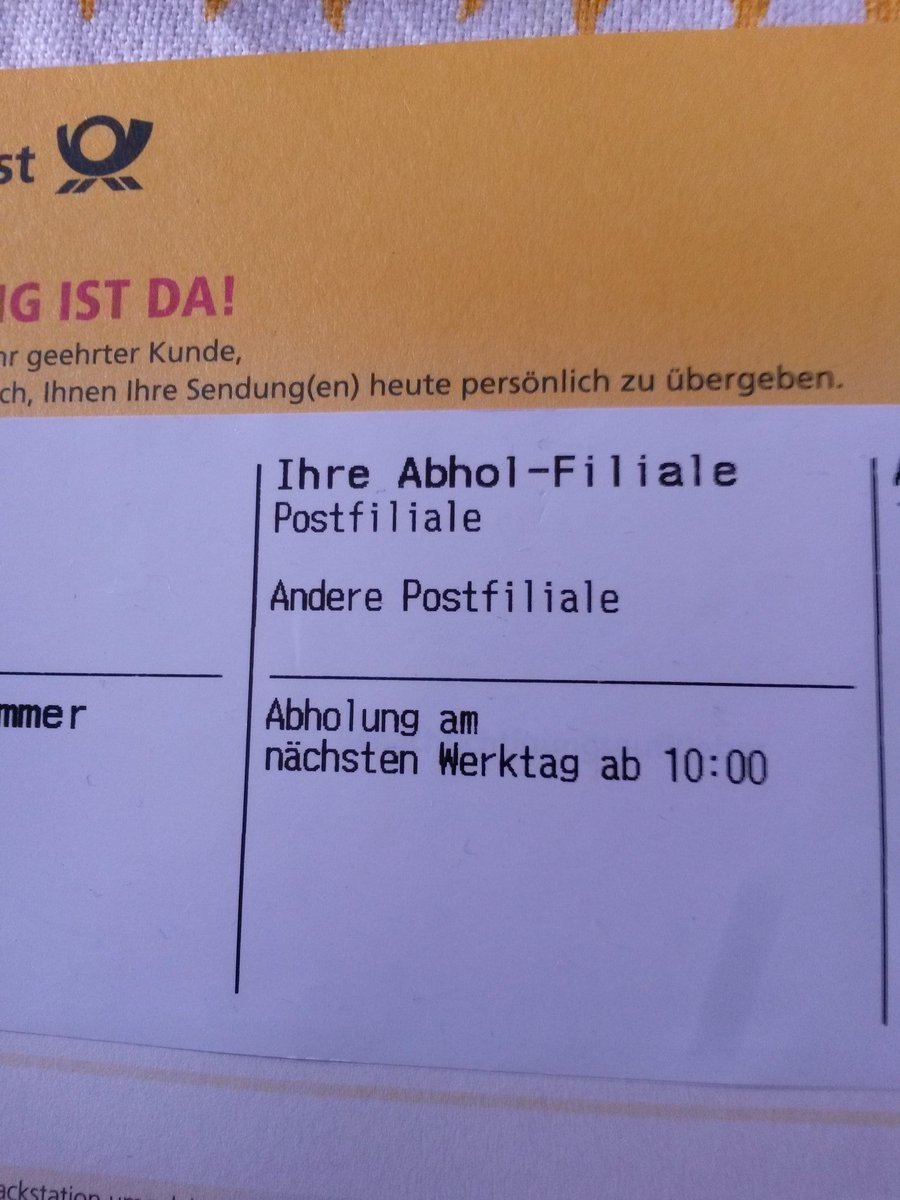 st
G IST DA!
hr geehrter Kunde,
ch, Ihnen Ihre Sendung(en) heute persönlich zu übergeben.
Ihre Abhol-Filiale
Postfiliale
Andere Postfiliale
mmer
Abholung am
nächsten Werktag ab 10:00
ackstation